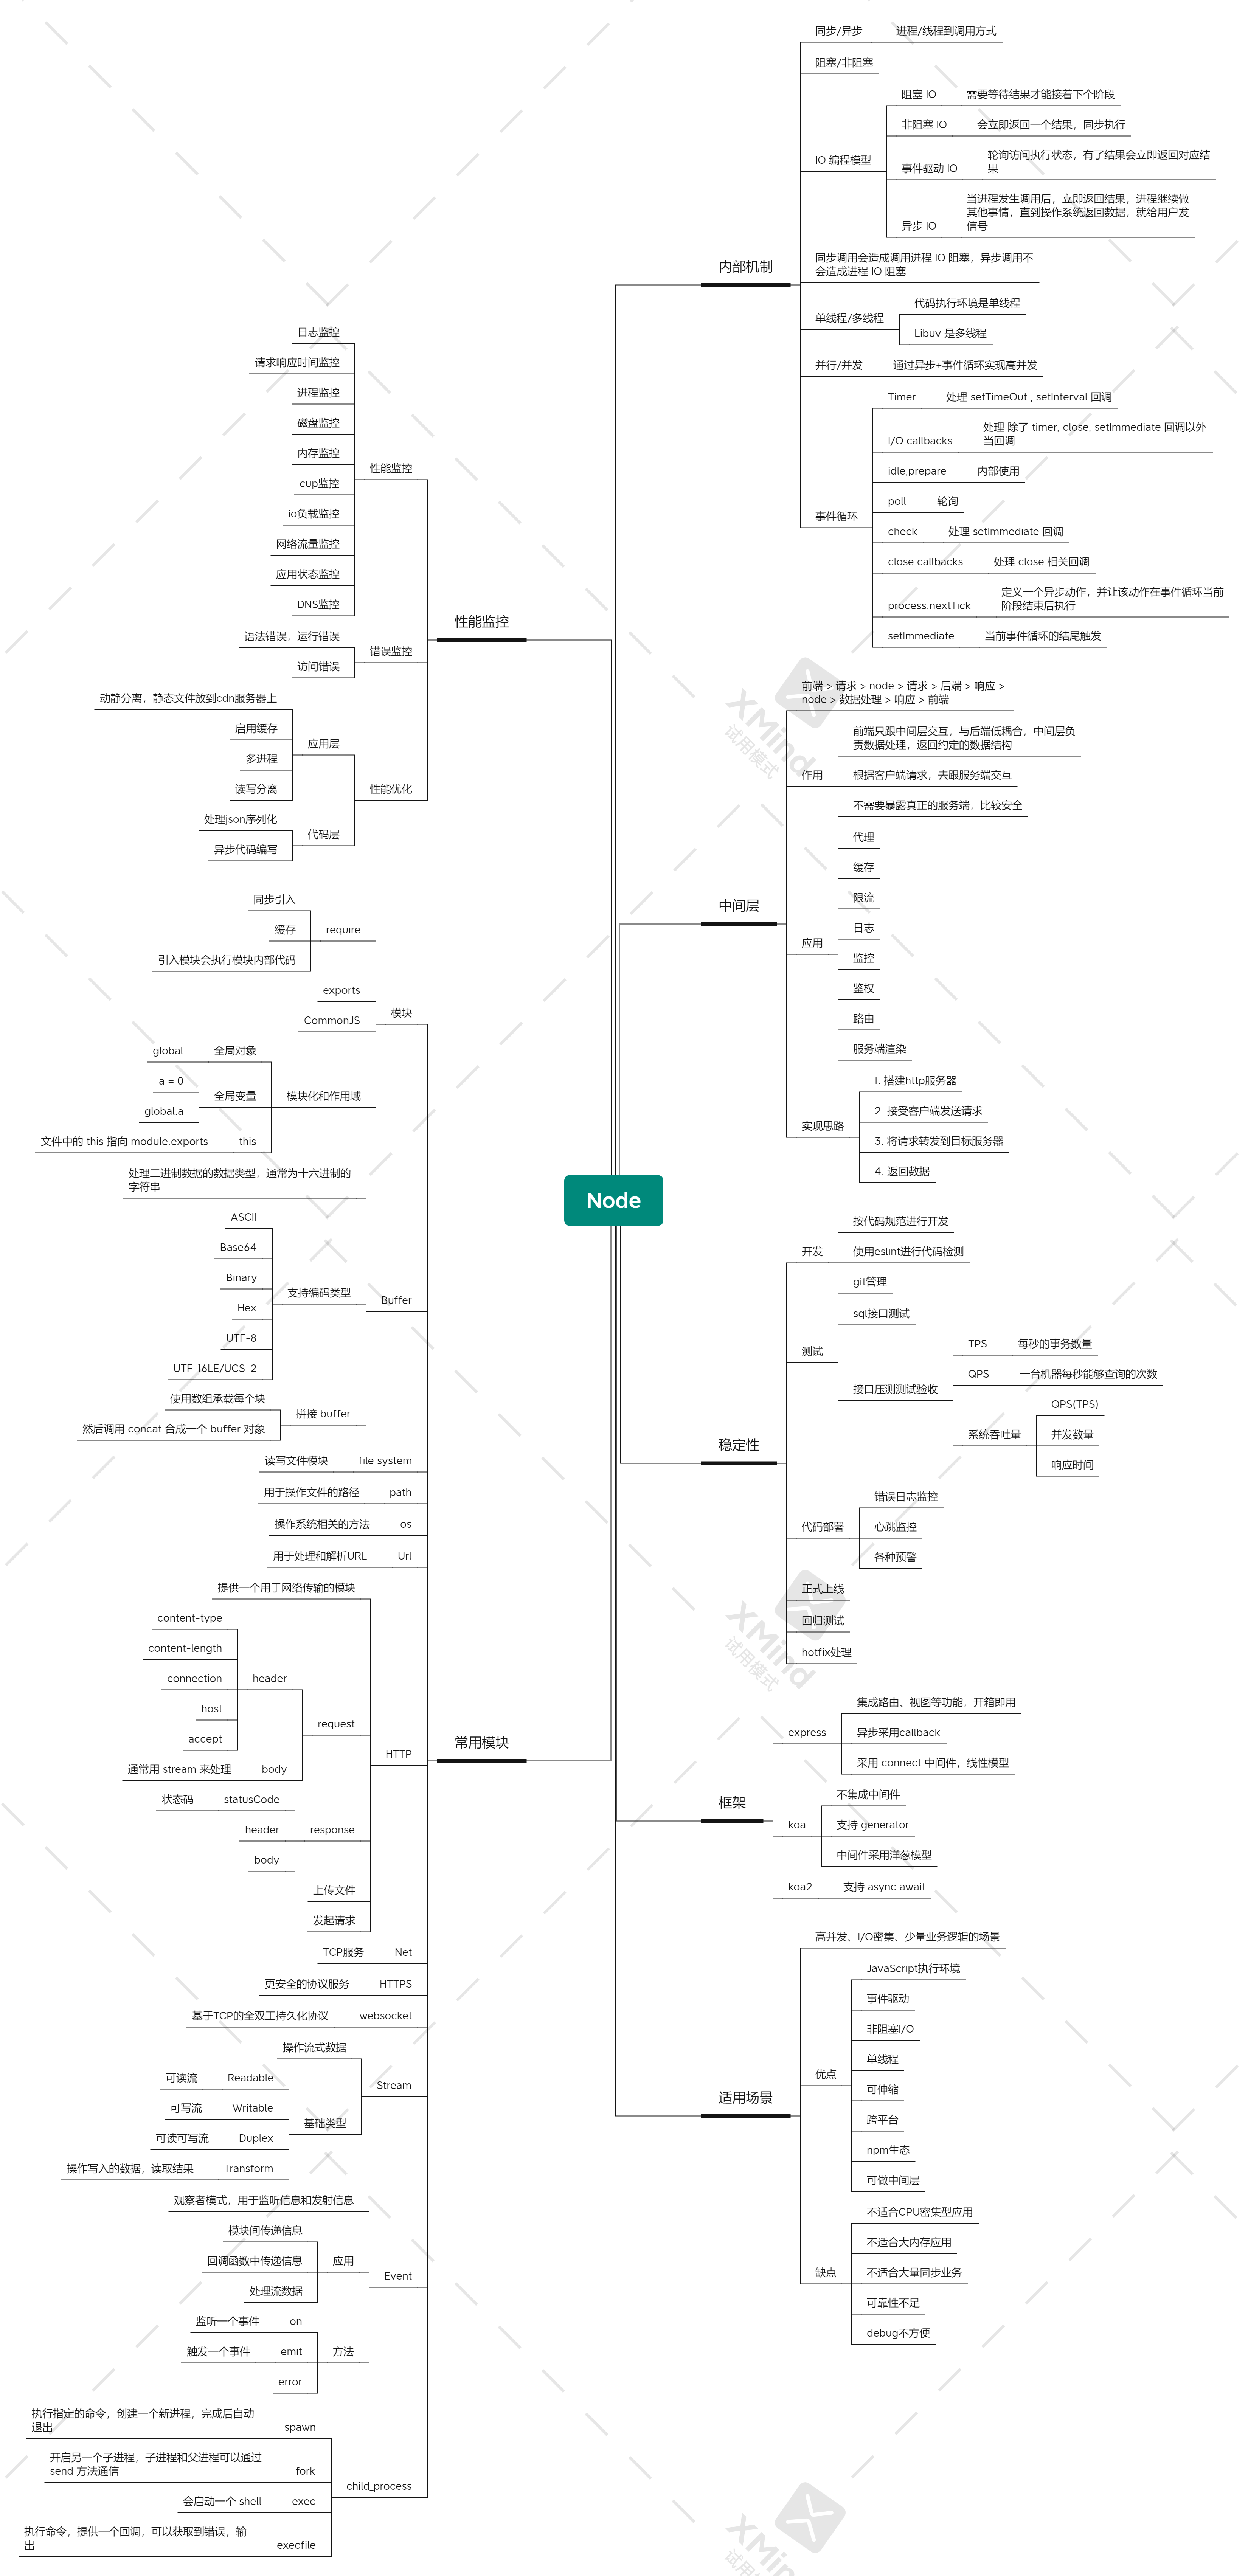 Node
内部机制
同步/异步
进程/线程到调用方式
阻塞/非阻塞
IO 编程模型
阻塞 IO
需要等待结果才能接着下个阶段
非阻塞 IO
会立即返回一个结果，同步执行
事件驱动 IO
轮询访问执行状态，有了结果会立即返回对应结
果
异步 IO
当进程发生调用后，立即返回结果，进程继续做
其他事情，直到操作系统返回数据，就给用户发
信号
同步调用会造成调用进程 IO 阻塞，异步调用不
会造成进程 IO 阻塞
单线程/多线程
代码执行环境是单线程
Libuv 是多线程
并行/并发
通过异步+事件循环实现高并发
事件循环
Timer
处理 setTimeOut , setInterval 回调
I/O callbacks
处理 除了 timer, close, setImmediate 回调以外
当回调
idle,prepare
内部使用
poll
轮询
check
处理 setImmediate 回调
close callbacks
处理 close 相关回调
process.nextTick
定义一个异步动作，并让该动作在事件循环当前
阶段结束后执行
setImmediate
当前事件循环的结尾触发
中间层
前端 > 请求 > node > 请求 > 后端 > 响应 >
node > 数据处理 > 响应 > 前端
作用
前端只跟中间层交互，与后端低耦合，中间层负
责数据处理，返回约定的数据结构
根据客户端请求，去跟服务端交互
不需要暴露真正的服务端，比较安全
应用
代理
缓存
限流
日志
监控
鉴权
路由
服务端渲染
实现思路
1. 搭建http服务器
2. 接受客户端发送请求
3. 将请求转发到目标服务器
4. 返回数据
稳定性
开发
按代码规范进行开发
使用eslint进行代码检测
git管理
测试
sql接口测试
接口压测测试验收
TPS
每秒的事务数量
QPS
一台机器每秒能够查询的次数
系统吞吐量
QPS(TPS)
并发数量
响应时间
代码部署
错误日志监控
心跳监控
各种预警
正式上线
回归测试
hotfix处理
框架
express
集成路由、视图等功能，开箱即用
异步采用callback
采用 connect 中间件，线性模型
koa
不集成中间件
支持 generator
中间件采用洋葱模型
koa2
支持 async await
适用场景
高并发、I/O密集、少量业务逻辑的场景
优点
JavaScript执行环境
事件驱动
非阻塞I/O
单线程
可伸缩
跨平台
npm生态
可做中间层
缺点
不适合CPU密集型应用
不适合大内存应用
不适合大量同步业务
可靠性不足
debug不方便
性能监控
性能监控
日志监控
请求响应时间监控
进程监控
磁盘监控
内存监控
cup监控
io负载监控
网络流量监控
应用状态监控
DNS监控
错误监控
语法错误，运行错误
访问错误
性能优化
应用层
动静分离，静态文件放到cdn服务器上
启用缓存
多进程
读写分离
代码层
处理json序列化
异步代码编写
常用模块
模块
require
同步引入
缓存
引入模块会执行模块内部代码
exports
CommonJS
模块化和作用域
全局对象
global
全局变量
a = 0
global.a
this
文件中的 this 指向 module.exports
Buffer
处理二进制数据的数据类型，通常为十六进制的
字符串
支持编码类型
ASCII
Base64
Binary
Hex
UTF-8
UTF-16LE/UCS-2
拼接 buffer
使用数组承载每个块
然后调用 concat 合成一个 buffer 对象
file system
读写文件模块
path
用于操作文件的路径
os
操作系统相关的方法
Url
用于处理和解析URL
HTTP
提供一个用于网络传输的模块
request
header
content-type
content-length
connection
host
accept
body
通常用 stream 来处理
response
statusCode
状态码
header
body
上传文件
发起请求
Net
TCP服务
HTTPS
更安全的协议服务
websocket
基于TCP的全双工持久化协议
Stream
操作流式数据
基础类型
Readable
可读流
Writable
可写流
Duplex
可读可写流
Transform
操作写入的数据，读取结果
Event
观察者模式，用于监听信息和发射信息
应用
模块间传递信息
回调函数中传递信息
处理流数据
方法
on
监听一个事件
emit
触发一个事件
error
child_process
spawn
执行指定的命令，创建一个新进程，完成后自动
退出
fork
开启另一个子进程，子进程和父进程可以通过
send 方法通信
exec
会启动一个 shell
execfile
执行命令，提供一个回调，可以获取到错误，输
出
XMind
试用模式
XMind
试用模式
XMind